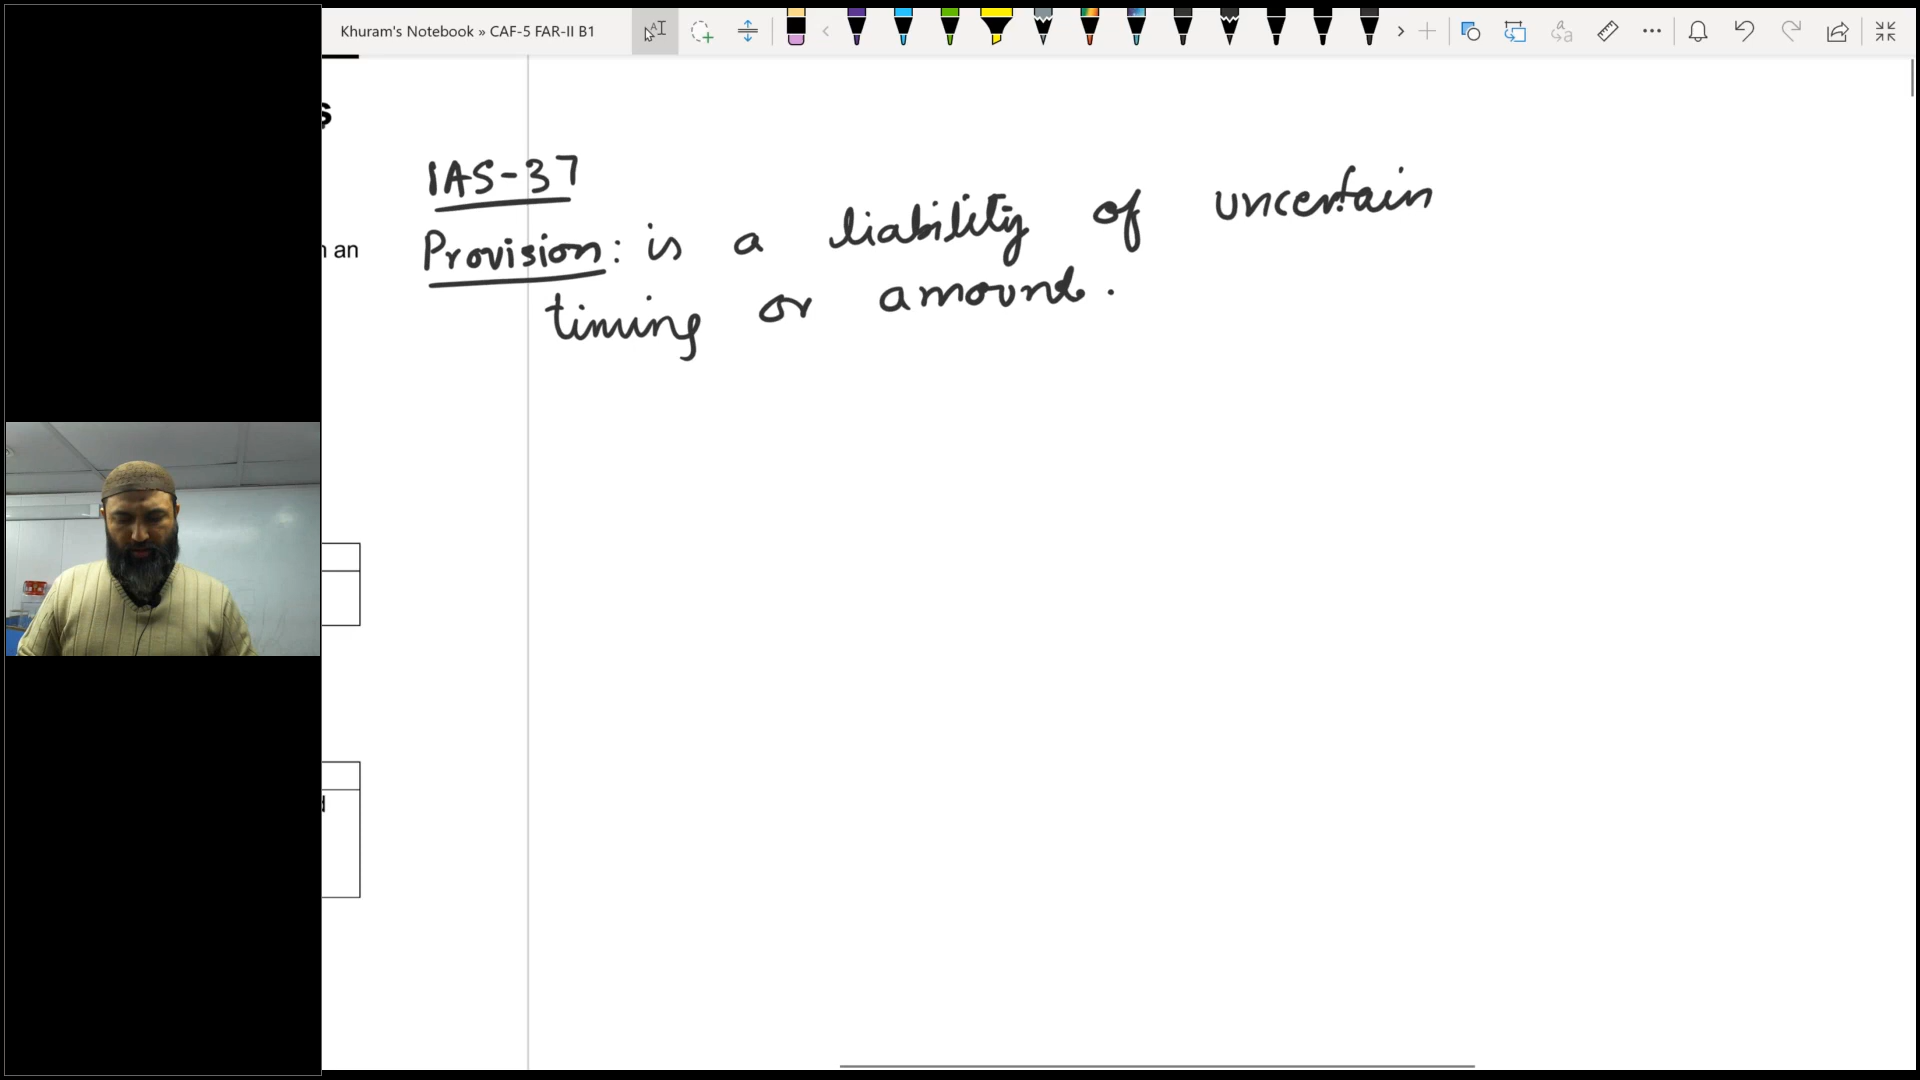 Khuram's Notebook » CAF-5 FAR-II B1
s
an
IAS-37
Provision: is a liability of uncertain
timing or amount.
d